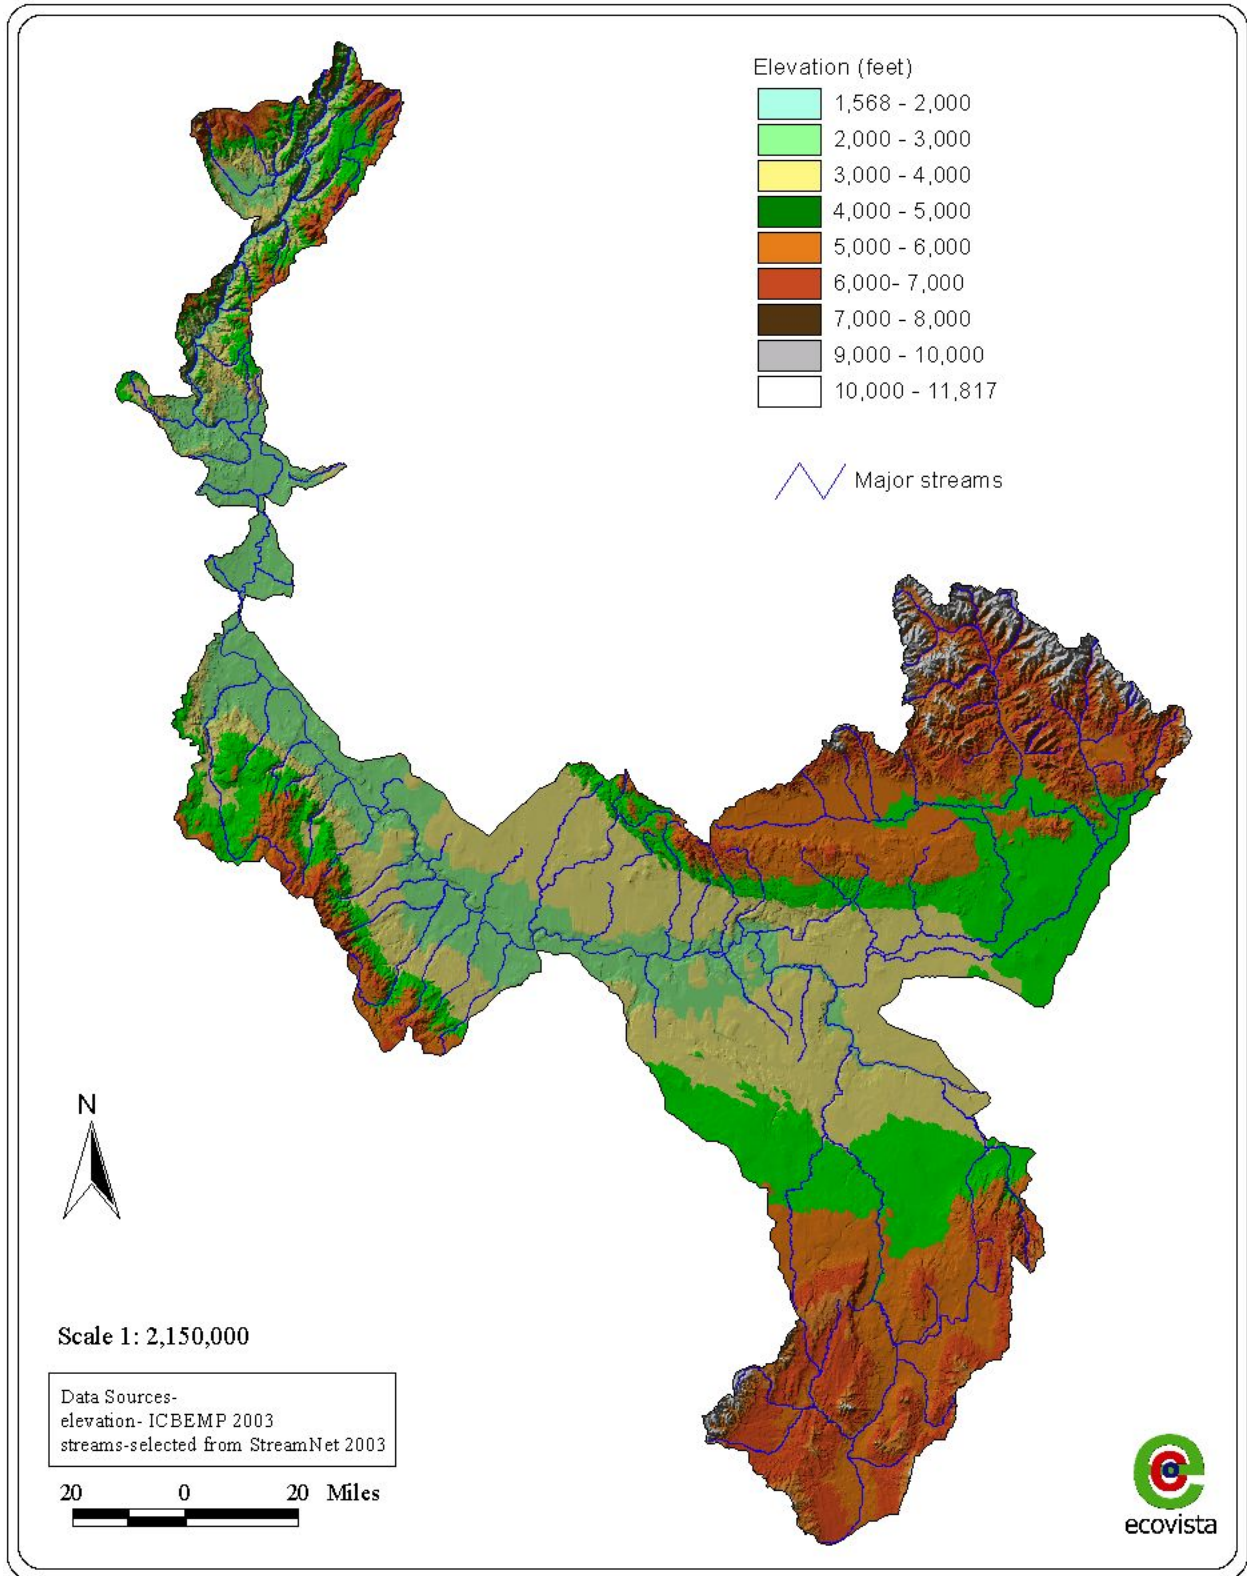 Elevation (feet)
1,568 - 2,000
2,000 - 3,000
3,000 - 4,000
4,000 - 5,000
5,000 - 6,000
6,000- 7,000
7,000 - 8,000
9,000 - 10,000
10,000 - 11,817
Major streams
N
Scale 1: 2,150,000
Data Sources-
elevation- ICBEMP 2003
streams-selected from StreamNet 2003
20 0 20 Miles
ecovista